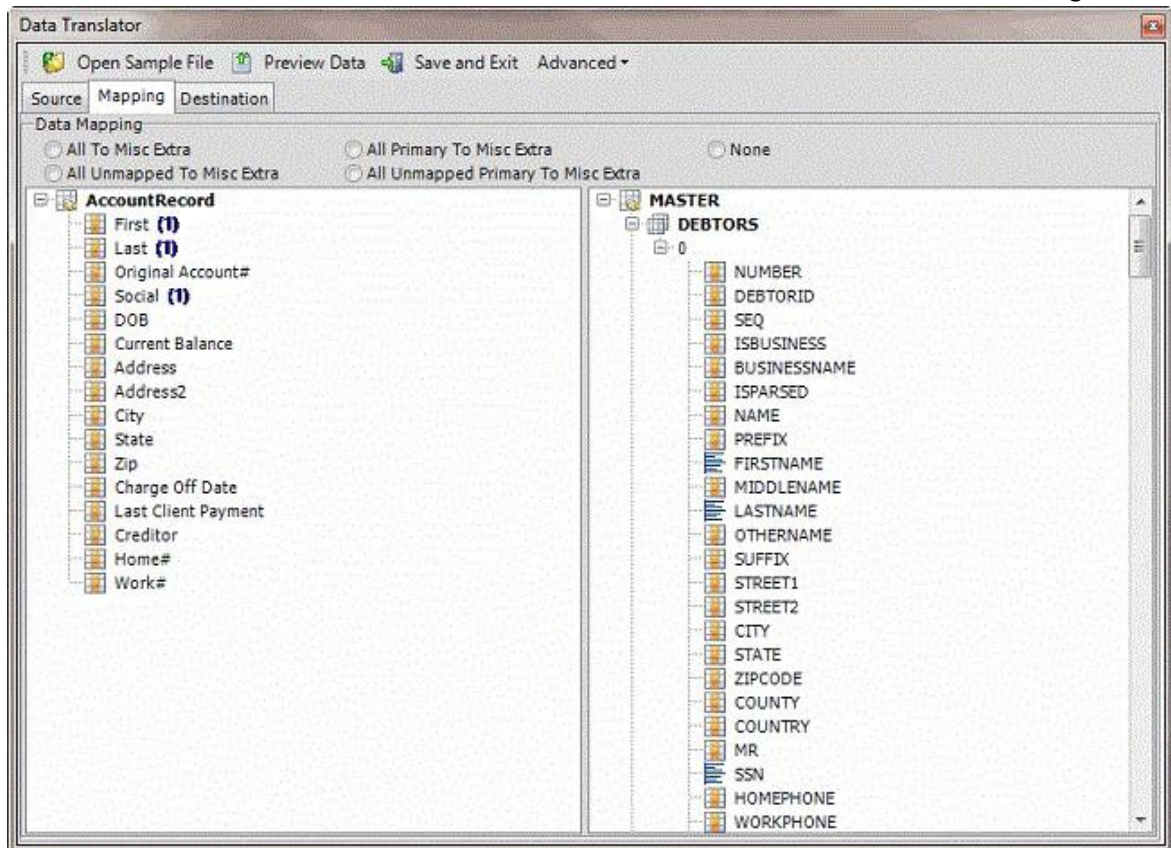 Data Translator
Open Sample File Preview Data Save and Exit Advanced
Source Mapping Destination
Data Mapping
All To Misc Extra All Primary To Misc Extra None
All Unmapped To Misc Extra All Unmapped Primary To Misc Extra
AccountRecord
First (1)
Last (1)
Original Account#
Social (1)
DOB
Current Balance
Address
Address2
City
State
Zip
Charge Off Date
Last Client Payment
Creditor
Home#
Work#
MASTER
DEBTORS
0
NUMBER
DEBTORID
SEQ
ISBUSINESS
BUSINESSNAME
ISPARSED
NAME
PREFIX
FIRSTNAME
MIDDLENAME
LASTNAME
OTHERNAME
SUFFIX
STREET1
STREET2
CITY
STATE
ZIPCODE
COUNTY
COUNTRY
MR
SSN
HOMEPHONE
WORKPHONE